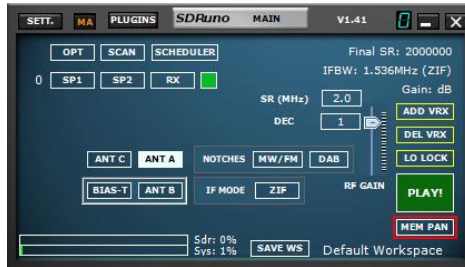 SETT. MA PLUGINS SDRuno MAIN V1.41 0
OPT SCAN SCHEDULER Final SR: 2000000
IFBW: 1.536MHz (ZIF)
0 SP1 SP2 RX Gain: dB
SR (MHz) 2.0 ADD VRX
DEC 1 DEL VRX
ANT C ANT A NOTCHES MW/FM DAB LO LOCK
BIAS-T ANT B IF MODE ZIF RF GAIN PLAY!
MEM PAN
Sdr: 0%
Sys: 1% SAVE WS Default Workspace